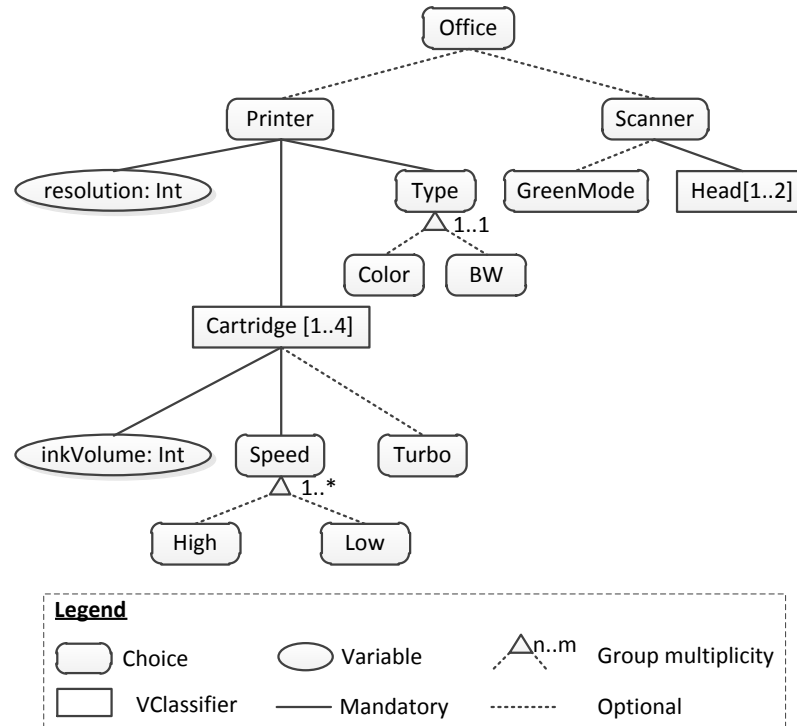 Office
Printer
Scanner
resolution: Int
Type
GreenMode
Head[1..2]
1..1
Color
BW
Cartridge [1..4]
inkVolume: Int
Speed
Turbo
1..*
High
Low
Legend
Choice
Variable
n..m
Group multiplicity
VClassifier
Mandatory
Optional